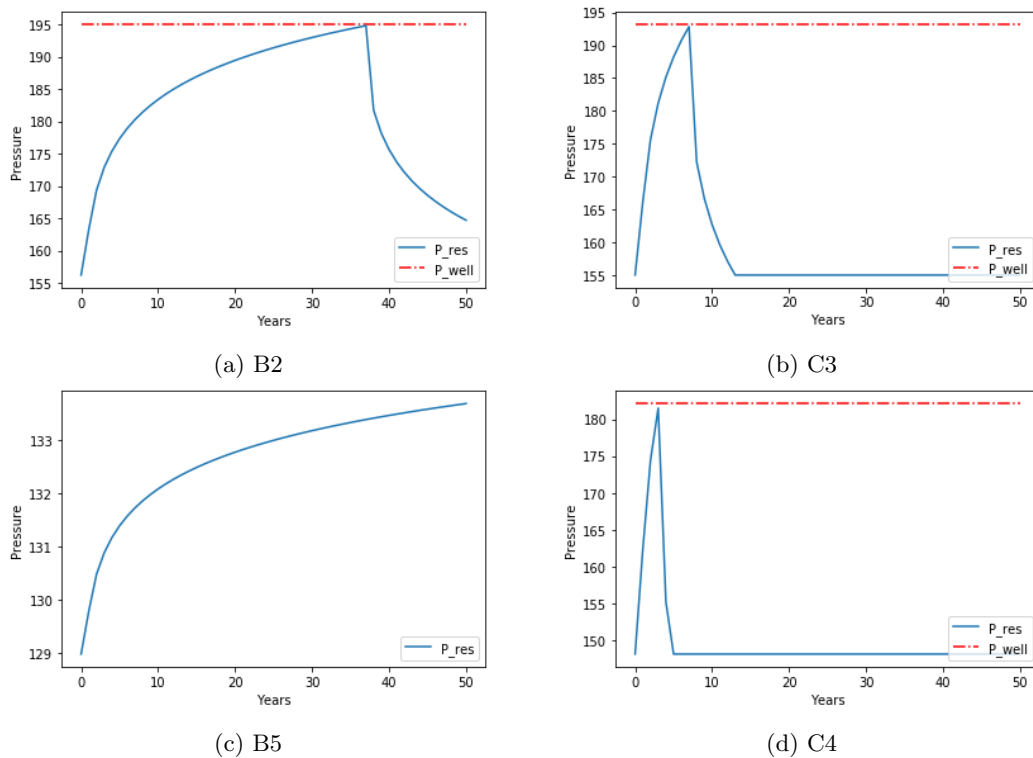 195
190
185
180
175
170
165
160
155
Pressure
0 10 20 30 40 50
Years
P_res
P_well
(a) B2
195
190
185
180
175
170
165
160
155
Pressure
0 10 20 30 40 50
Years
P_res
P_well
(b) C3
133
132
131
130
129
Pressure
0 10 20 30 40 50
Years
P_res
(c) B5
180
175
170
165
160
155
150
Pressure
0 10 20 30 40 50
Years
P_res
P_well
(d) C4